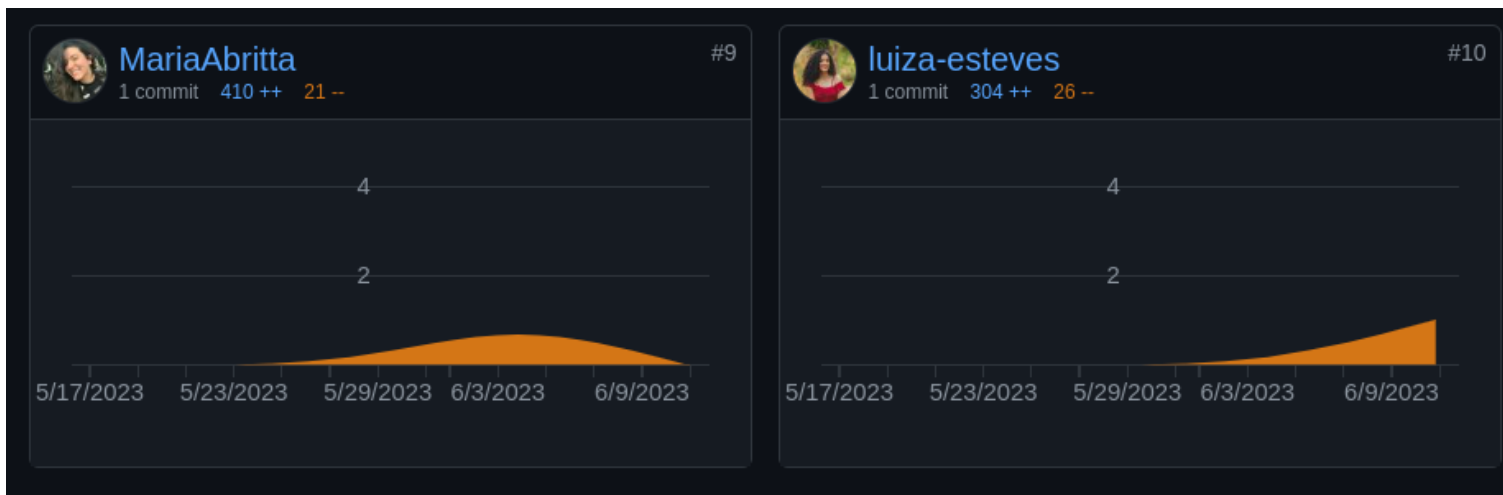 MariaAbritta
#9
1 commit 410 ++ 21 --
4
2
5/17/2023 5/23/2023 5/29/2023 6/3/2023 6/9/2023
luiza-esteves
#10
1 commit 304 ++ 26 --
4
2
5/17/2023 5/23/2023 5/29/2023 6/3/2023 6/9/2023